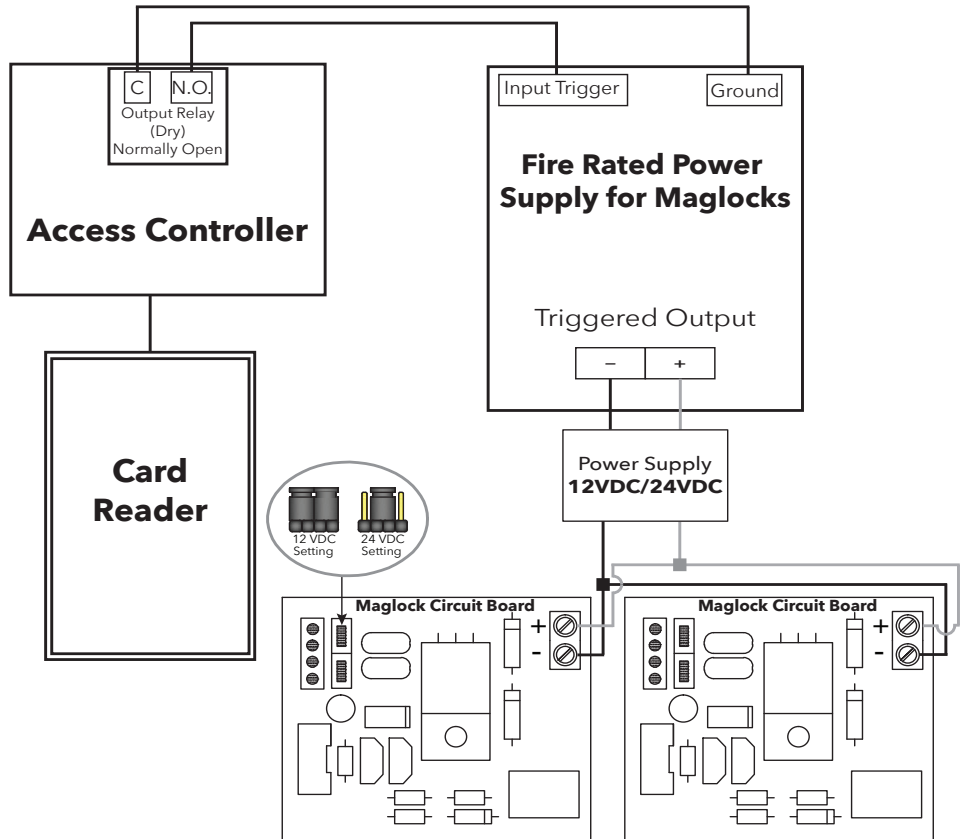 C N.O.
Output Relay
(Dry)
Normally Open
Access Controller
Input Trigger Ground
Fire Rated Power
Supply for Maglocks
Triggered Output
– +
Card
Reader
Power Supply
12VDC/24VDC
12 VDC
Setting
24 VDC
Setting
Maglock Circuit Board
+
-
Maglock Circuit Board
+
-